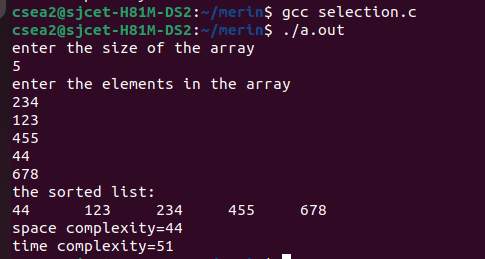 csea2@sjcet-H81M-DS2:~/merin$ gcc selection.c
csea2@sjcet-H81M-DS2:~/merin$ ./a.out
enter the size of the array
5
enter the elements in the array
234
123
455
44
678
the sorted list:
44 123 234 455 678
space complexity=44
time complexity=51